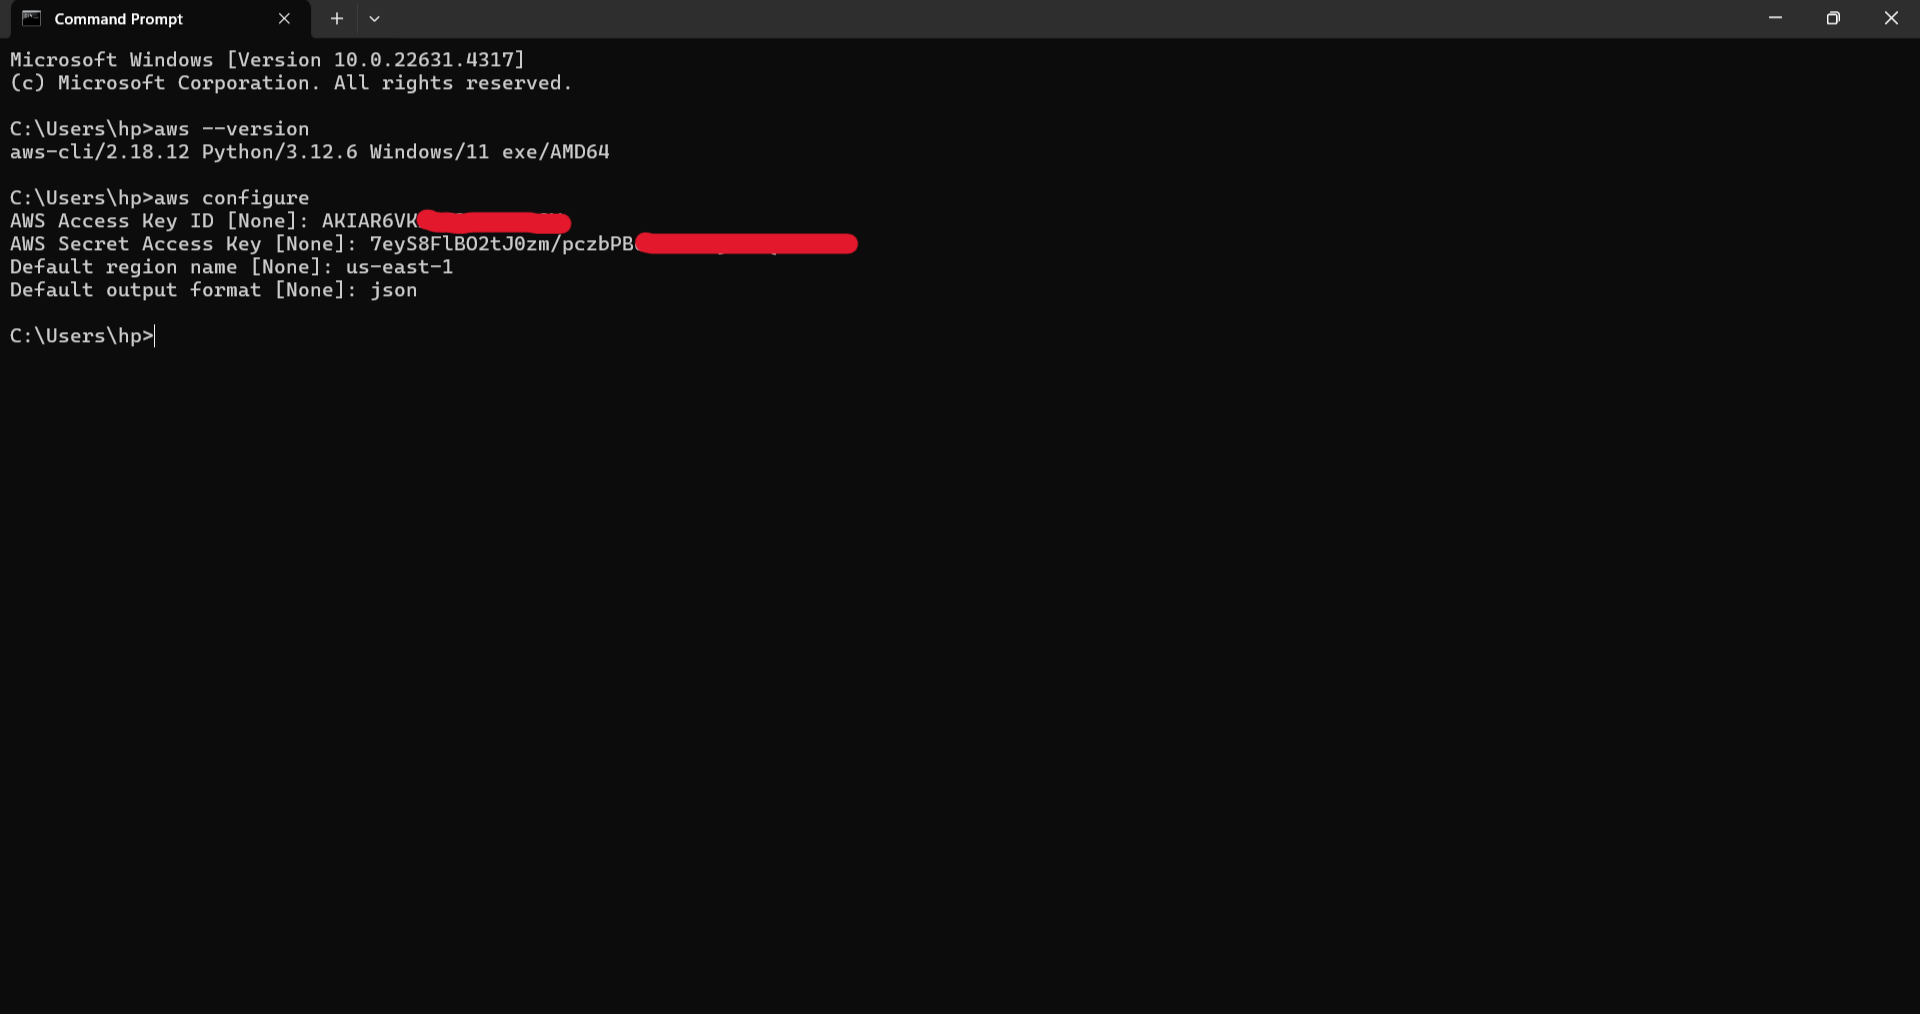 Command Prompt
Microsoft Windows [Version 10.0.22631.4317]
(c) Microsoft Corporation. All rights reserved.
C:\Users\hp>aws --version
aws-cli/2.18.12 Python/3.12.6 Windows/11 exe/AMD64
C:\Users\hp>aws configure
AWS Access Key ID [None]: AKIAR6VK
AWS Secret Access Key [None]: 7eyS8FlBO2tJ0zm/pczbPB
Default region name [None]: us-east-1
Default output format [None]: json
C:\Users\hp>